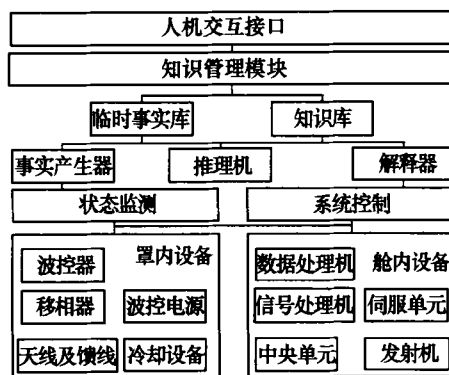 人机交互接口
知识管理模块
临时事实库 知识库
事实产生器 推理机 解释器
状态监测 系统控制
波控器 罩内设备 数据处理机 舱内设备
移相器 波控电源 信号处理机 伺服单元
天线及馈线 冷却设备 中央单元 发射机